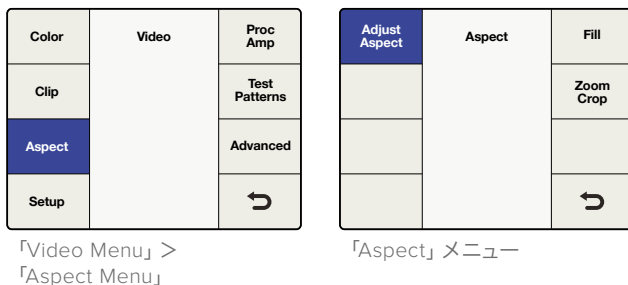 Color
Video
Proc
Amp
Clip
Test
Patterns
Aspect
Advanced
Setup
「Video Menu」 >
「Aspect Menu」
Adjust
Aspect
Aspect
Fill
Zoom
Crop
「Aspect」 メニュー